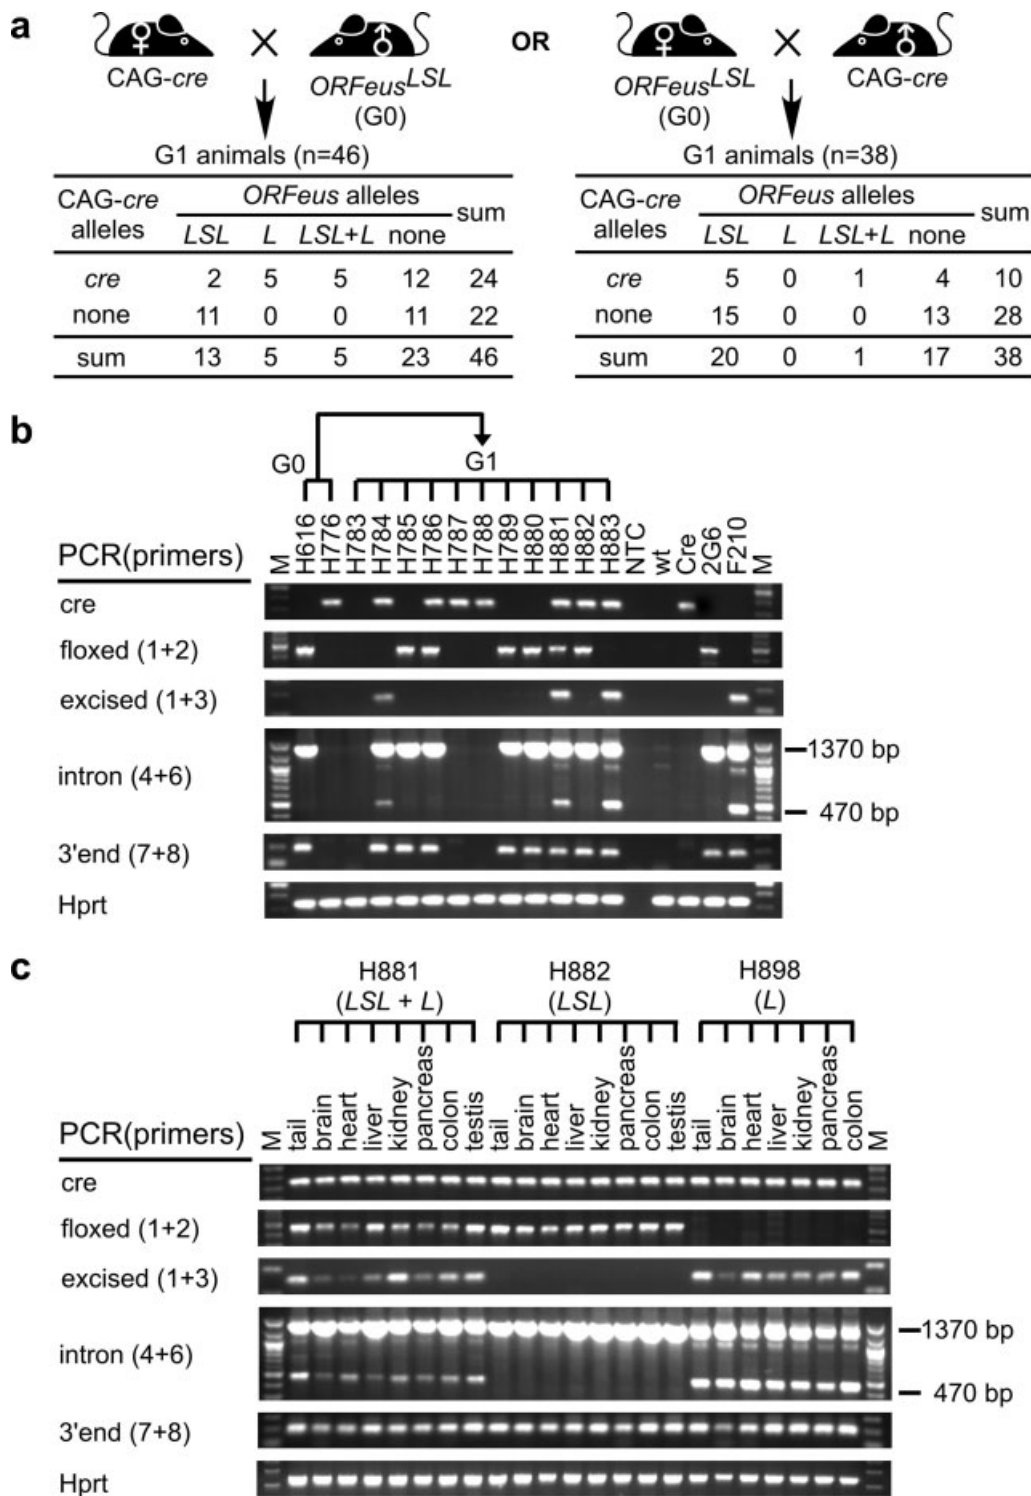 a
CAG-cre
ORFeusLSL
(G0)
OR
ORFeusLSL
(G0)
CAG-cre
G1 animals (n=46)
CAG-cre alleles ORFeus alleles sum
LSL L LSL+L none
cre 2 5 5 12 24
none 11 0 0 11 22
sum 13 5 5 23 46
G1 animals (n=38)
CAG-cre alleles ORFeus alleles sum
LSL L LSL+L none
cre 5 0 1 4 10
none 15 0 0 13 28
sum 20 0 1 17 38
b
G0 G1
PCR(primers) M H616 H776 H783 H784 H785 H786 H787 H788 H789 H880 H881 H882 H883 NTC wt Cre 2G6 F210 M
cre
floxed (1+2)
excised (1+3)
intron (4+6)
1370 bp
470 bp
3'end (7+8)
Hprt
c
H881 H882 H898
(LSL + L) (LSL) (L)
PCR(primers) M tail brain heart liver kidney pancreas colon testis tail brain heart liver kidney pancreas colon testis tail brain heart liver kidney pancreas colon M
cre
floxed (1+2)
excised (1+3)
intron (4+6)
1370 bp
470 bp
3'end (7+8)
Hprt